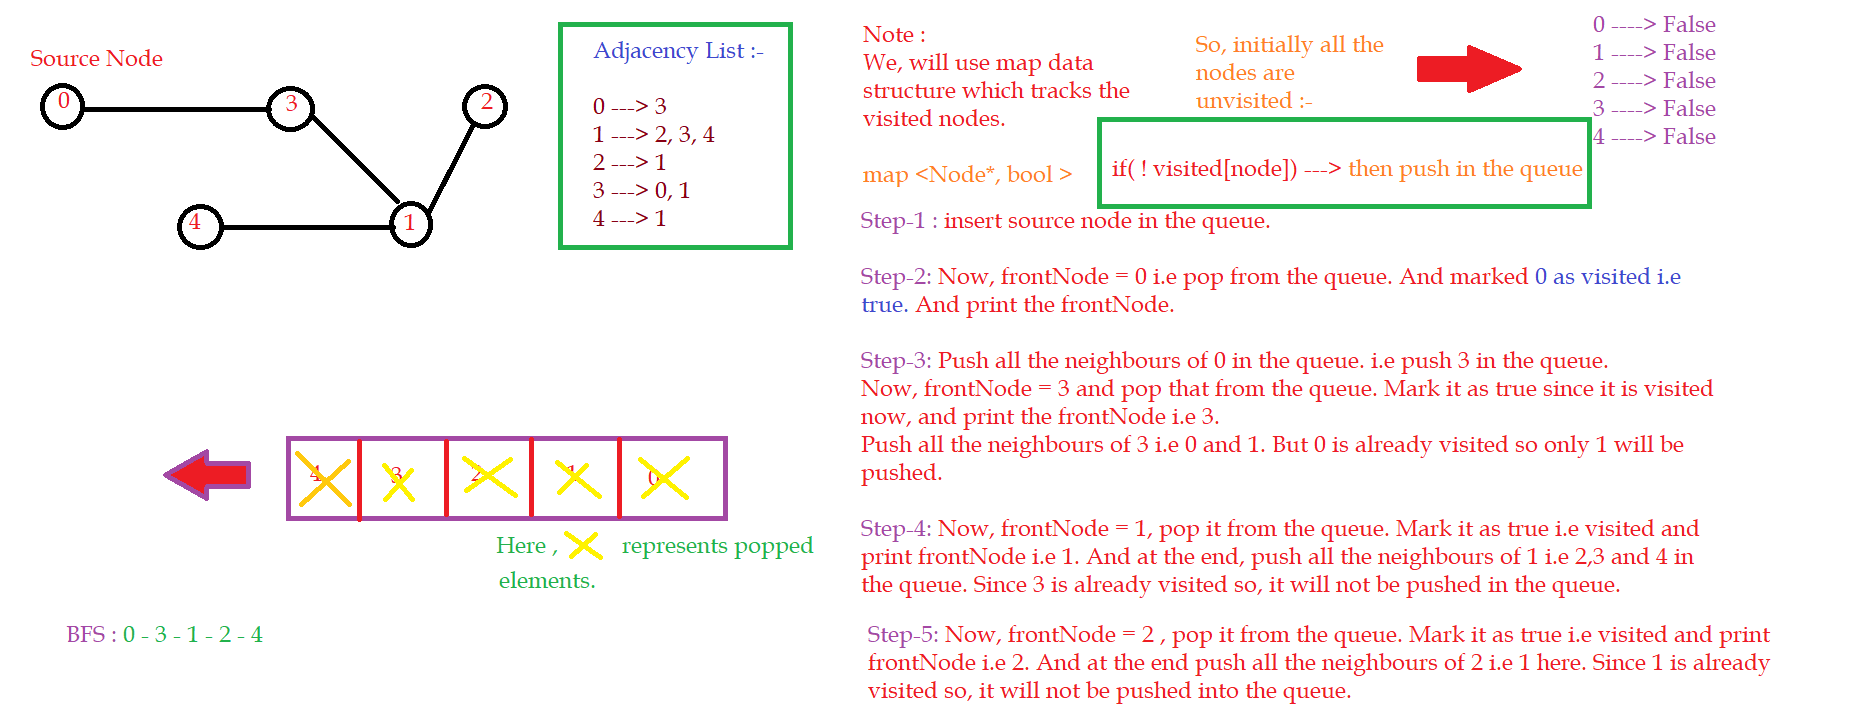 Source Node
0
3
2
4
1
Adjacency List :-
0 ---> 3
1 ---> 2, 3, 4
2 ---> 1
3 ---> 0, 1
4 ---> 1
4 3 2 1 0
Here , represents popped
elements.
BFS : 0 - 3 - 1 - 2 - 4
Note :
We, will use map data
structure which tracks the
visited nodes.
map <Node*, bool >
So, initially all the
nodes are
unvisited :-
0 ----> False
1 ----> False
2 ----> False
3 ----> False
4 ----> False
if( ! visited[node]) ---> then push in the queue
Step-1 : insert source node in the queue.
Step-2: Now, frontNode = 0 i.e pop from the queue. And marked 0 as visited i.e
true. And print the frontNode.
Step-3: Push all the neighbours of 0 in the queue. i.e push 3 in the queue.
Now, frontNode = 3 and pop that from the queue. Mark it as true since it is visited
now, and print the frontNode i.e 3.
Push all the neighbours of 3 i.e 0 and 1. But 0 is already visited so only 1 will be
pushed.
Step-4: Now, frontNode = 1, pop it from the queue. Mark it as true i.e visited and
print frontNode i.e 1. And at the end, push all the neighbours of 1 i.e 2,3 and 4 in
the queue. Since 3 is already visited so, it will not be pushed in the queue.
Step-5: Now, frontNode = 2 , pop it from the queue. Mark it as true i.e visited and print
frontNode i.e 2. And at the end push all the neighbours of 2 i.e 1 here. Since 1 is already
visited so, it will not be pushed into the queue.